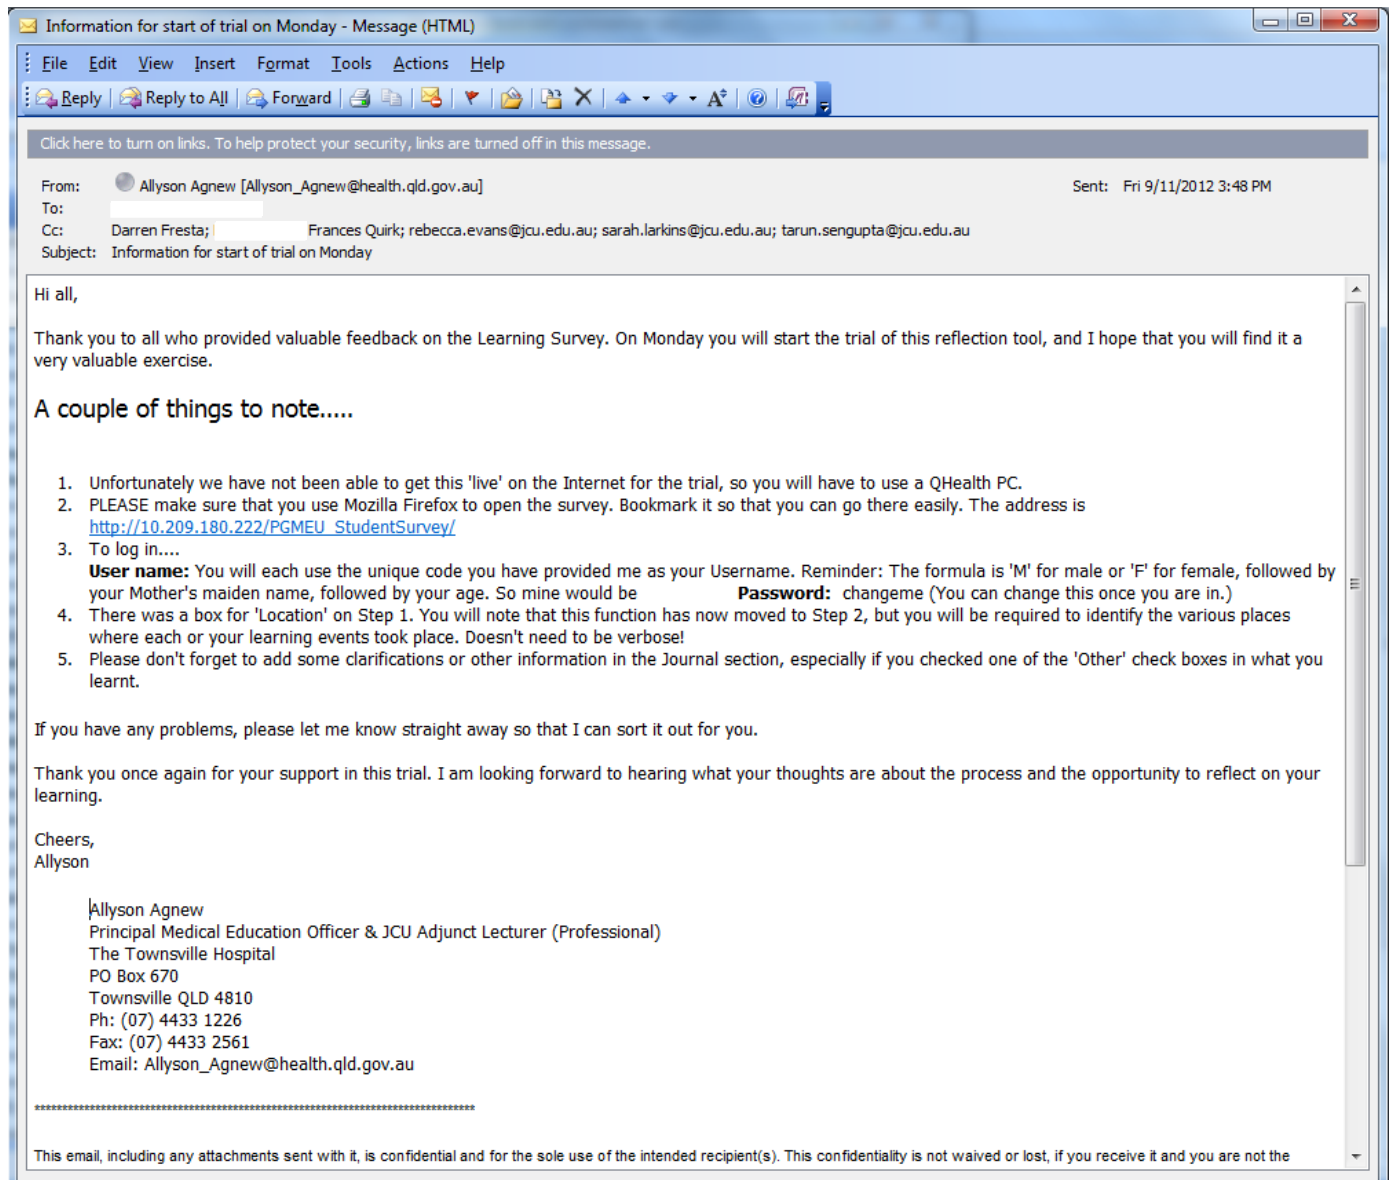 Information for start of trial on Monday - Message (HTML)
File Edit View Insert Format Tools Actions Help
Reply Reply to All Forward
Click here to turn on links. To help protect your security, links are turned off in this message.
From: Allyson Agnew [Allyson_Agnew@health.qld.gov.au] Sent: Fri 9/11/2012 3:48 PM
To:
Cc: Darren Fresta; Frances Quirk; rebecca.evans@jcu.edu.au; sarah.larkins@jcu.edu.au; tarun.sengupta@jcu.edu.au
Subject: Information for start of trial on Monday
Hi all,
Thank you to all who provided valuable feedback on the Learning Survey. On Monday you will start the trial of this reflection tool, and I hope that you will find it a
very valuable exercise.
A couple of things to note.....
1. Unfortunately we have not been able to get this 'live' on the Internet for the trial, so you will have to use a QHealth PC.
2. PLEASE make sure that you use Mozilla Firefox to open the survey. Bookmark it so that you can go there easily. The address is
http://10.209.180.222/PGMEU_StudentSurvey/
3. To log in....
User name: You will each use the unique code you have provided me as your Username. Reminder: The formula is 'M' for male or 'F' for female, followed by
your Mother's maiden name, followed by your age. So mine would be Password: changeme (You can change this once you are in.)
4. There was a box for 'Location' on Step 1. You will note that this function has now moved to Step 2, but you will be required to identify the various places
where each or your learning events took place. Doesn't need to be verbose!
5. Please don't forget to add some clarifications or other information in the Journal section, especially if you checked one of the 'Other' check boxes in what you
learnt.
If you have any problems, please let me know straight away so that I can sort it out for you.
Thank you once again for your support in this trial. I am looking forward to hearing what your thoughts are about the process and the opportunity to reflect on your
learning.
Cheers,
Allyson
Allyson Agnew
Principal Medical Education Officer & JCU Adjunct Lecturer (Professional)
The Townsville Hospital
PO Box 670
Townsville QLD 4810
Ph: (07) 4433 1226
Fax: (07) 4433 2561
Email: Allyson_Agnew@health.qld.gov.au
********************************************************************************
This email, including any attachments sent with it, is confidential and for the sole use of the intended recipient(s). This confidentiality is not waived or lost, if you receive it and you are not the